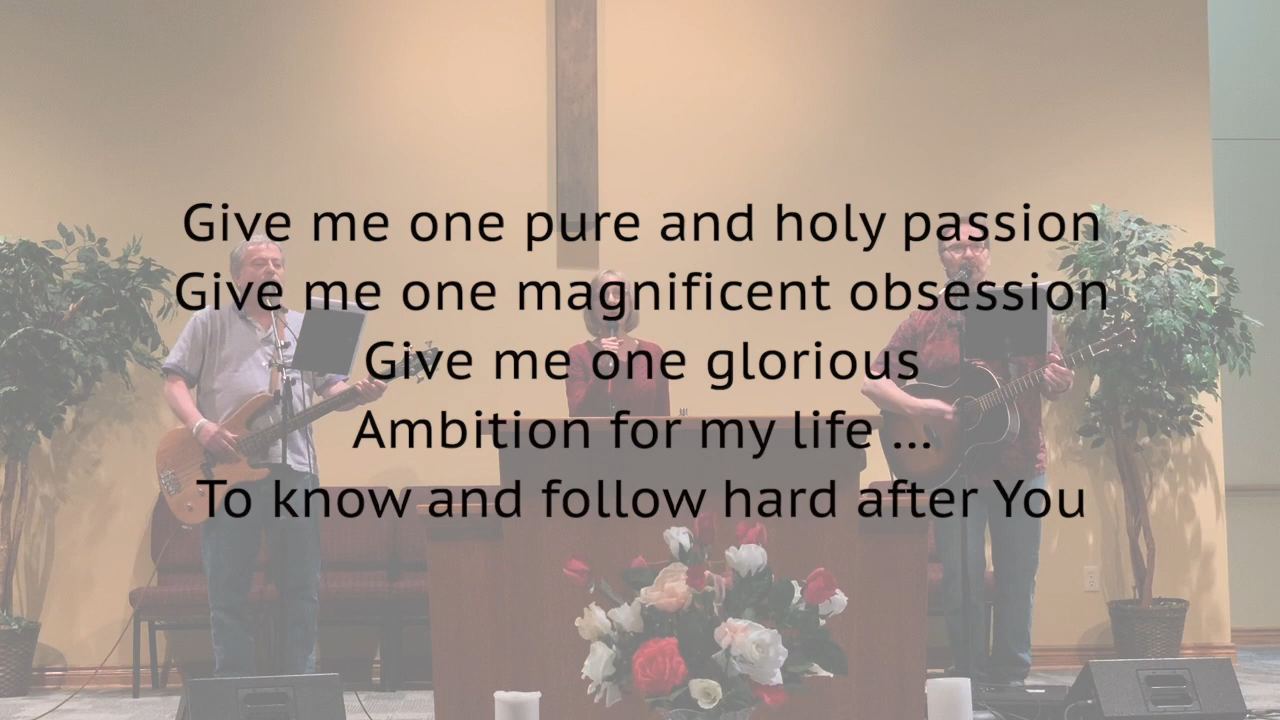 Give me one pure and holy passion
Give me one magnificent obsession
Give me one glorious
Ambition for my life ...
To know and follow hard after You